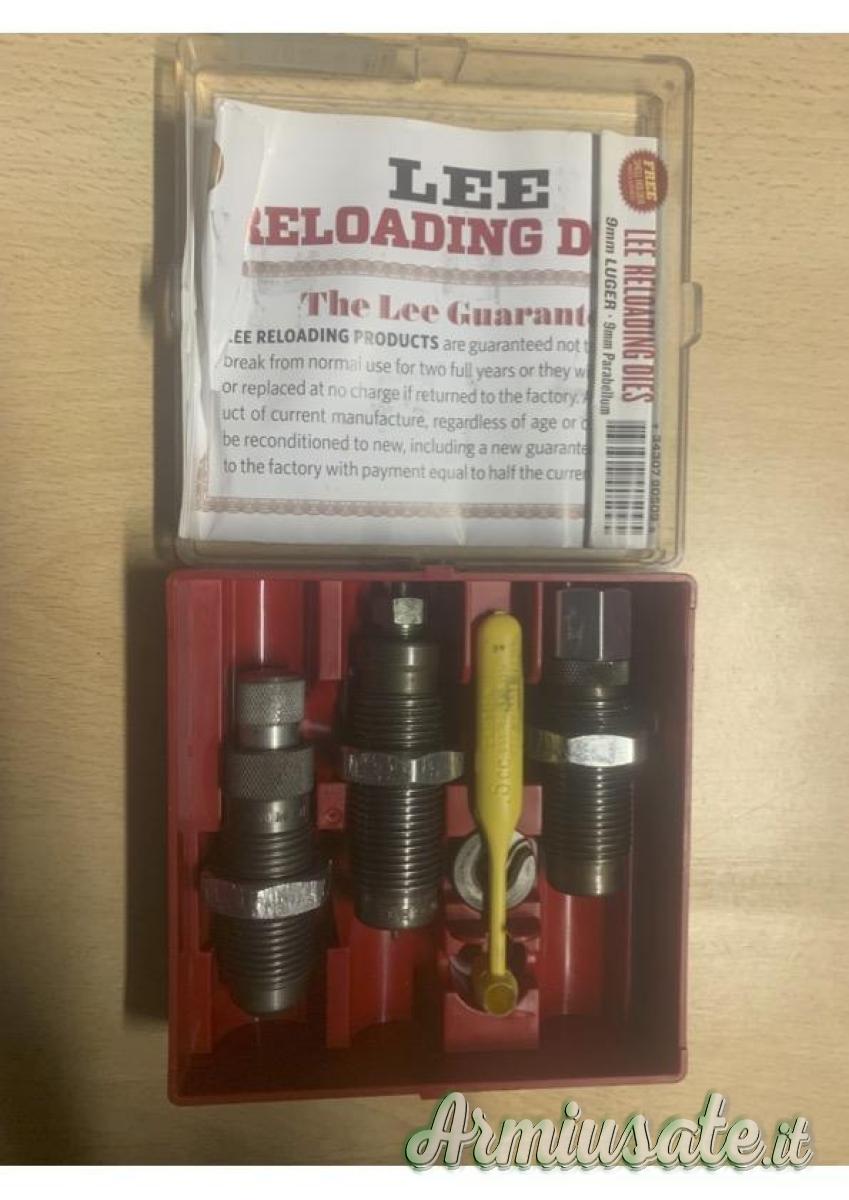 LEE
RELOADING D
The Lee Guarant
LEE RELOADING PRODUCTS are guaranteed not t
break from normal use for two full years or they wi
or replaced at no charge if returned to the factory. A
uct of current manufacture, regardless of age or c
be reconditioned to new, including a new guarante
to the factory with payment equal to half the curren
FREE
LEE RELOADING DIES
9mm LUGER · 9mm Parabellum
Armiusate.it